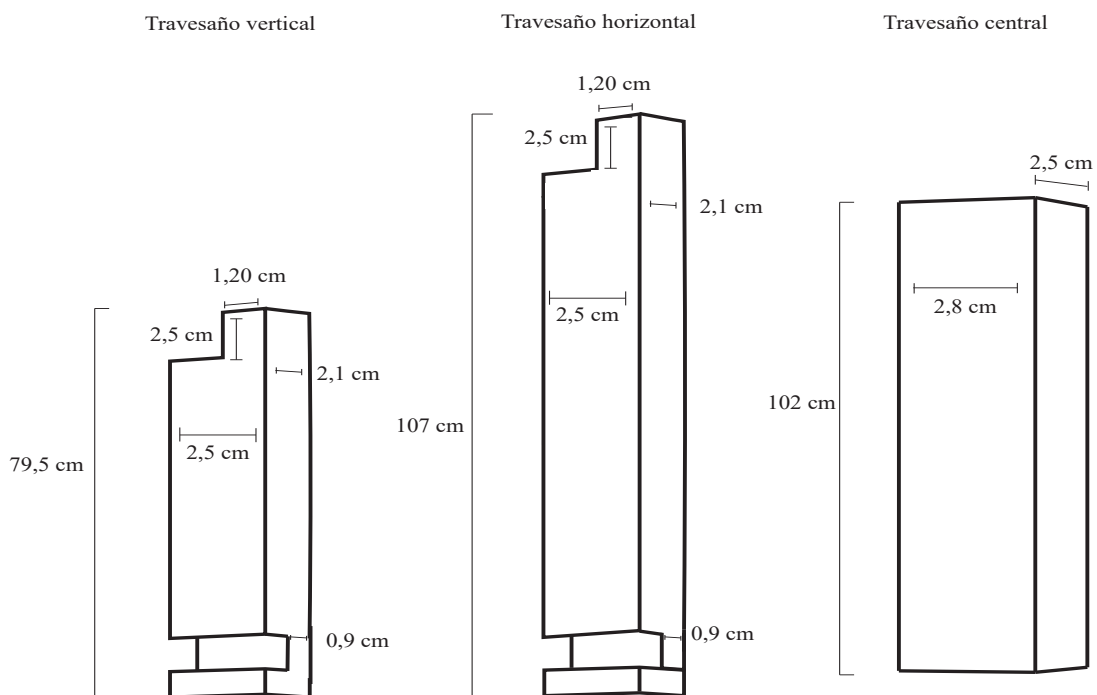 Travesaño vertical
Travesaño horizontal
Travesaño central
1,20 cm
2,5 cm
2,1 cm
2,5 cm
79,5 cm
0,9 cm
1,20 cm
2,5 cm
2,1 cm
2,5 cm
107 cm
0,9 cm
2,5 cm
2,8 cm
102 cm